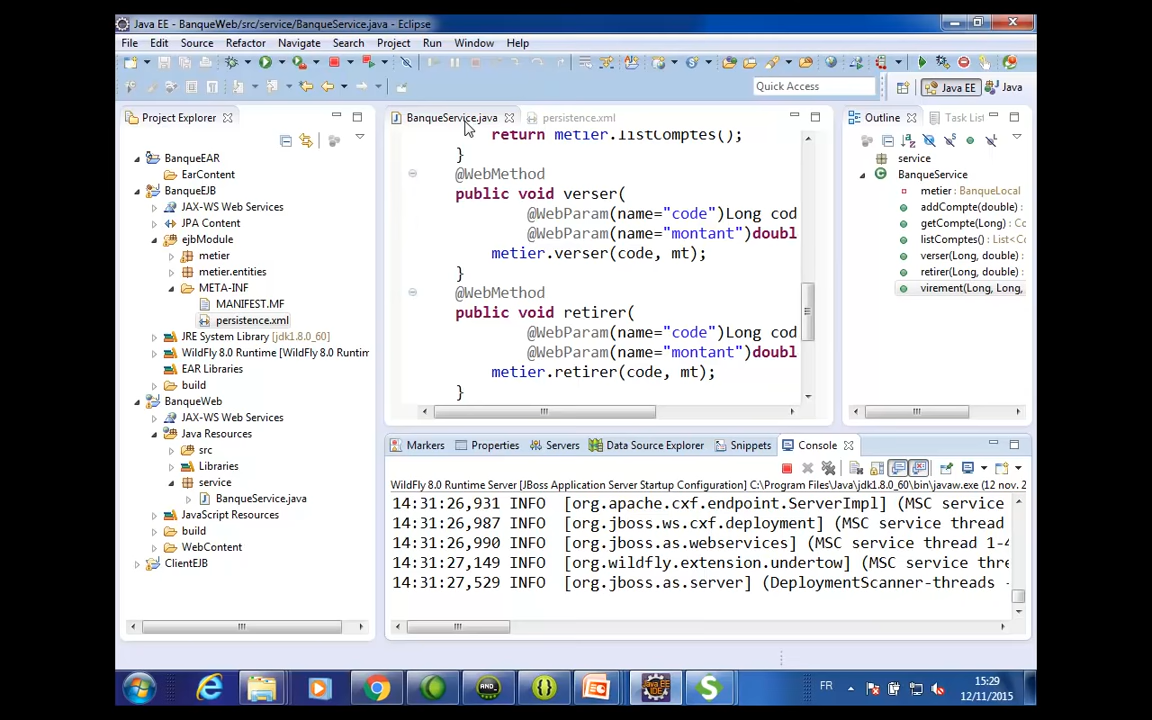 Java EE - BanqueWeb/src/service/BanqueService.java - Eclipse
File Edit Source Refactor Navigate Search Project Run Window Help
Quick Access
Java EE
Java
Project Explorer
BanqueEAR
EarContent
BanqueEJB
JAX-WS Web Services
JPA Content
ejbModule
metier
metier.entities
META-INF
MANIFEST.MF
persistence.xml
JRE System Library [jdk1.8.0_60]
WildFly 8.0 Runtime [WildFly 8.0 Runtim
EAR Libraries
build
BanqueWeb
JAX-WS Web Services
Java Resources
src
Libraries
service
BanqueService.java
JavaScript Resources
build
WebContent
ClientEJB
BanqueService.java
persistence.xml
return metier.listComptes();
}
@WebMethod
public void verser(
@WebParam(name="code")Long cod
@WebParam(name="montant")doubl
metier.verser(code, mt);
}
@WebMethod
public void retirer(
@WebParam(name="code")Long cod
@WebParam(name="montant")doubl
metier.retirer(code, mt);
}
Outline
Task List
service
BanqueService
metier : BanqueLocal
addCompte(double) :
getCompte(Long) : Co
listComptes() : List<Co
verser(Long, double) :
retirer(Long, double) :
virement(Long, Long,
Markers Properties Servers Data Source Explorer Snippets Console
WildFly 8.0 Runtime Server [JBoss Application Server Startup Configuration] C:\Program Files\Java\jdk1.8.0_60\bin\javaw.exe (12 nov. 2
14:31:26,931 INFO [org.apache.cxf.endpoint.ServerImpl] (MSC service
14:31:26,987 INFO [org.jboss.ws.cxf.deployment] (MSC service thread
14:31:26,990 INFO [org.jboss.as.webservices] (MSC service thread 1-4
14:31:27,149 INFO [org.wildfly.extension.undertow] (MSC service thre
14:31:27,529 INFO [org.jboss.as.server] (DeploymentScanner-threads -
AND_
Java EE
IDE
FR
15:29
12/11/2015